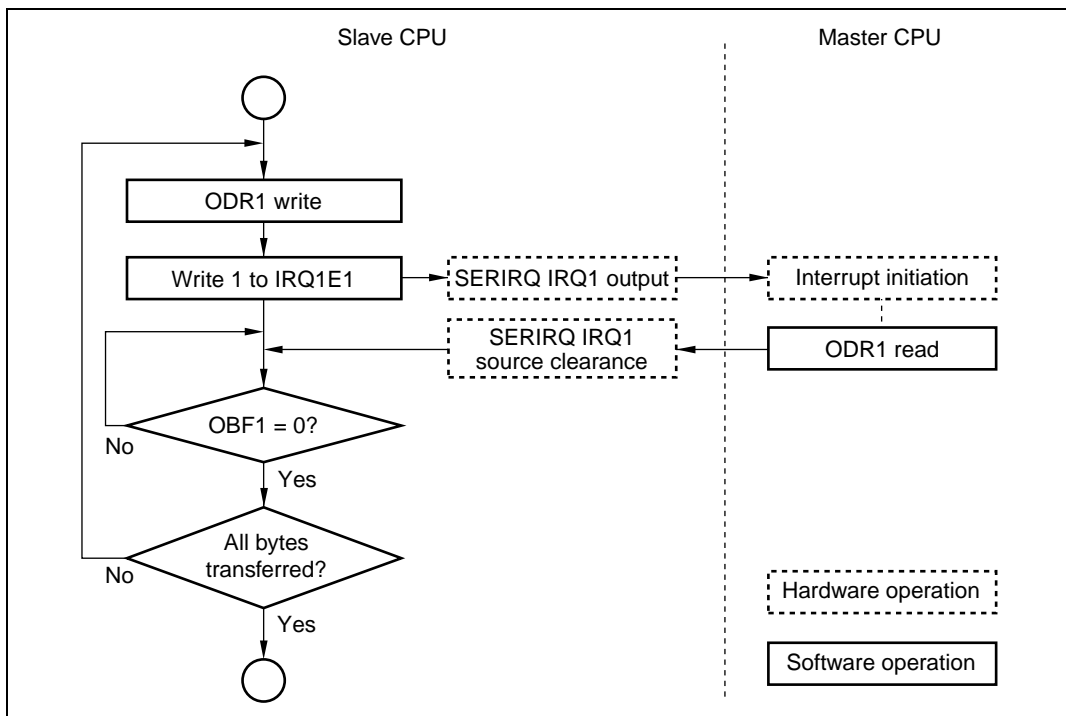 Slave CPU
Master CPU
ODR1 write
Write 1 to IRQ1E1
SERIRQ IRQ1 output
Interrupt initiation
SERIRQ IRQ1
source clearance
ODR1 read
OBF1 = 0?
No
Yes
All bytes
transferred?
No
Yes
Hardware operation
Software operation